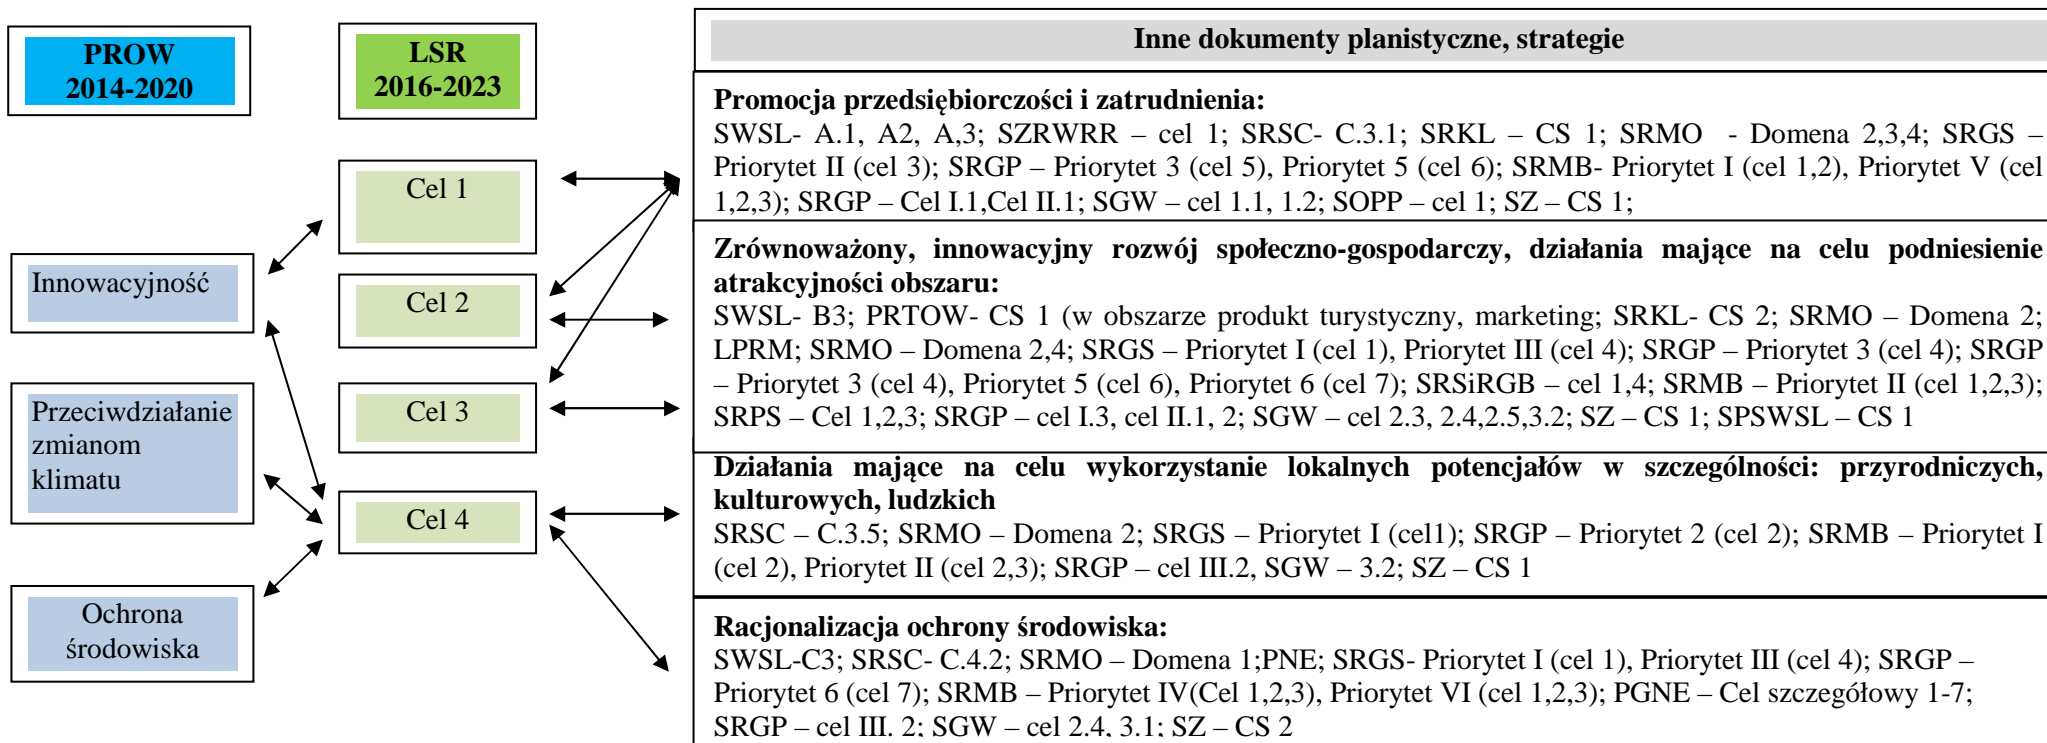 PROW
2014-2020
LSR
2016-2023
Inne dokumenty planistyczne, strategie
Innowacyjność
Przeciwdziałanie
zmianom
klimatu
Ochrona
środowiska
Cel 1
Cel 2
Cel 3
Cel 4
Promocja przedsiębiorczości i zatrudnienia:
SWSL- A.1, A2, A,3; SZRWRR – cel 1; SRSC- C.3.1; SRKL – CS 1; SRMO - Domena 2,3,4; SRGS –
Priorytet II (cel 3); SRGP – Priorytet 3 (cel 5), Priorytet 5 (cel 6); SRMB- Priorytet I (cel 1,2), Priorytet V (cel
1,2,3); SRGP – Cel I.1,Cel II.1; SGW – cel 1.1, 1.2; SOPP – cel 1; SZ – CS 1;
Zrównoważony, innowacyjny rozwój społeczno-gospodarczy, działania mające na celu podniesienie
atrakcyjności obszaru:
SWSL- B3; PRTOW- CS 1 (w obszarze produkt turystyczny, marketing; SRKL- CS 2; SRMO – Domena 2;
LPRM; SRMO – Domena 2,4; SRGS – Priorytet I (cel 1), Priorytet III (cel 4); SRGP – Priorytet 3 (cel 4); SRGP
– Priorytet 3 (cel 4), Priorytet 5 (cel 6), Priorytet 6 (cel 7); SRSiRGB – cel 1,4; SRMB – Priorytet II (cel 1,2,3);
SRPS – Cel 1,2,3; SRGP – cel I.3, cel II.1, 2; SGW – cel 2.3, 2.4,2.5,3.2; SZ – CS 1; SPSWSL – CS 1
Działania mające na celu wykorzystanie lokalnych potencjałów w szczególności: przyrodniczych,
kulturowych, ludzkich
SRSC – C.3.5; SRMO – Domena 2; SRGS – Priorytet I (cel1); SRGP – Priorytet 2 (cel 2); SRMB – Priorytet I
(cel 2), Priorytet II (cel 2,3); SRGP – cel III.2, SGW – 3.2; SZ – CS 1
Racjonalizacja ochrony środowiska:
SWSL-C3; SRSC- C.4.2; SRMO – Domena 1;PNE; SRGS- Priorytet I (cel 1), Priorytet III (cel 4); SRGP –
Priorytet 6 (cel 7); SRMB – Priorytet IV(Cel 1,2,3), Priorytet VI (cel 1,2,3); PGNE – Cel szczegółowy 1-7;
SRGP – cel III. 2; SGW – cel 2.4, 3.1; SZ – CS 2